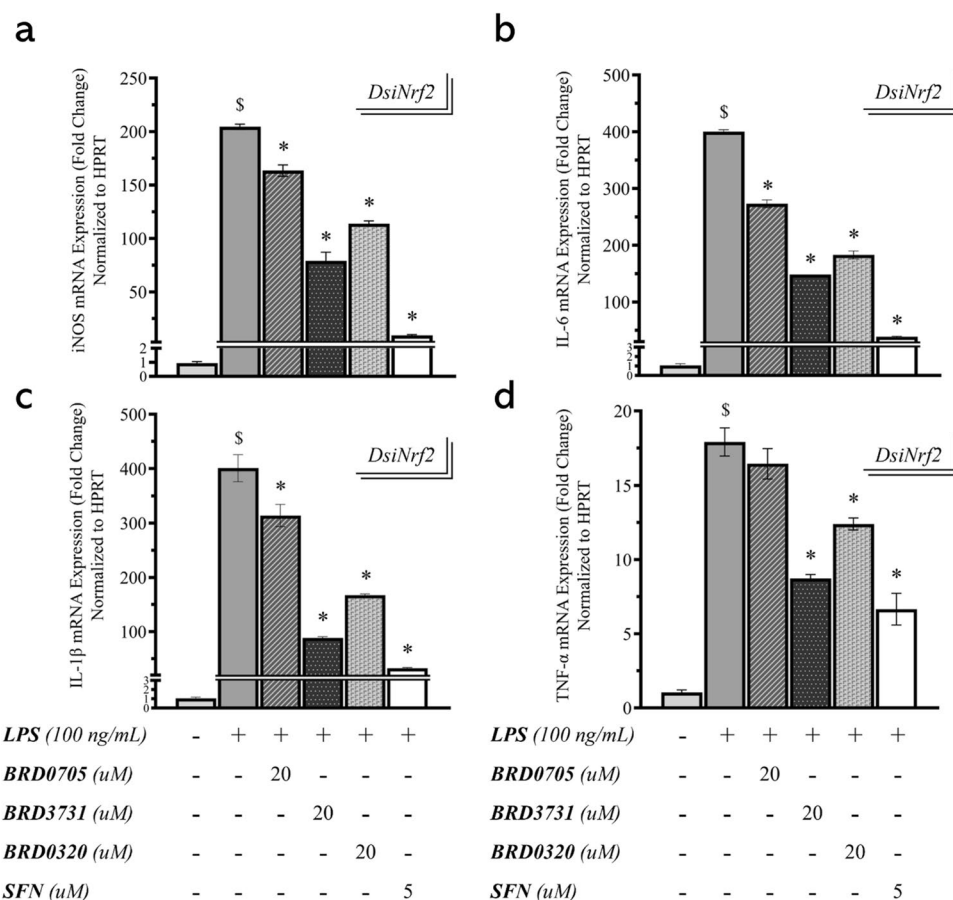 a
iNOS mRNA Expression (Fold Change)
Normalized to HPRT
250
200
150
100
50
2
1
0
DsiNrf2
$
*
*
*
*
b
IL-6 mRNA Expression (Fold Change)
Normalized to HPRT
500
400
300
200
100
3
2
1
0
DsiNrf2
$
*
*
*
*
c
IL-1β mRNA Expression (Fold Change)
Normalized to HPRT
500
400
300
200
100
3
2
1
0
DsiNrf2
$
*
*
*
*
d
TNF-α mRNA Expression (Fold Change)
Normalized to HPRT
20
15
10
5
0
DsiNrf2
$
*
*
*
LPS (100 ng/mL) - + + + + +
BRD0705 (uM) - - 20 - - -
BRD3731 (uM) - - - 20 - -
BRD0320 (uM) - - - - 20 -
SFN (uM) - - - - - 5
LPS (100 ng/mL) - + + + + +
BRD0705 (uM) - - 20 - - -
BRD3731 (uM) - - - 20 - -
BRD0320 (uM) - - - - 20 -
SFN (uM) - - - - - 5